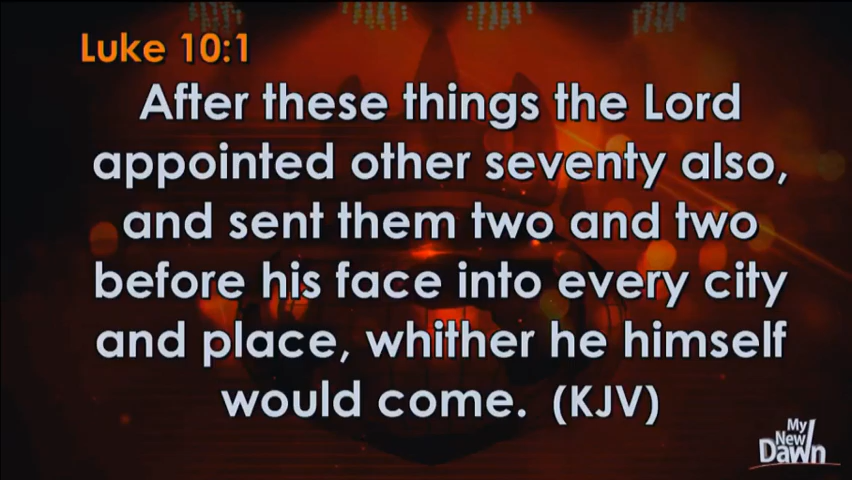 Luke 10:1
After these things the Lord
appointed other seventy also,
and sent them two and two
before his face into every city
and place, whither he himself
would come. (KJV)
My
New
Dawn